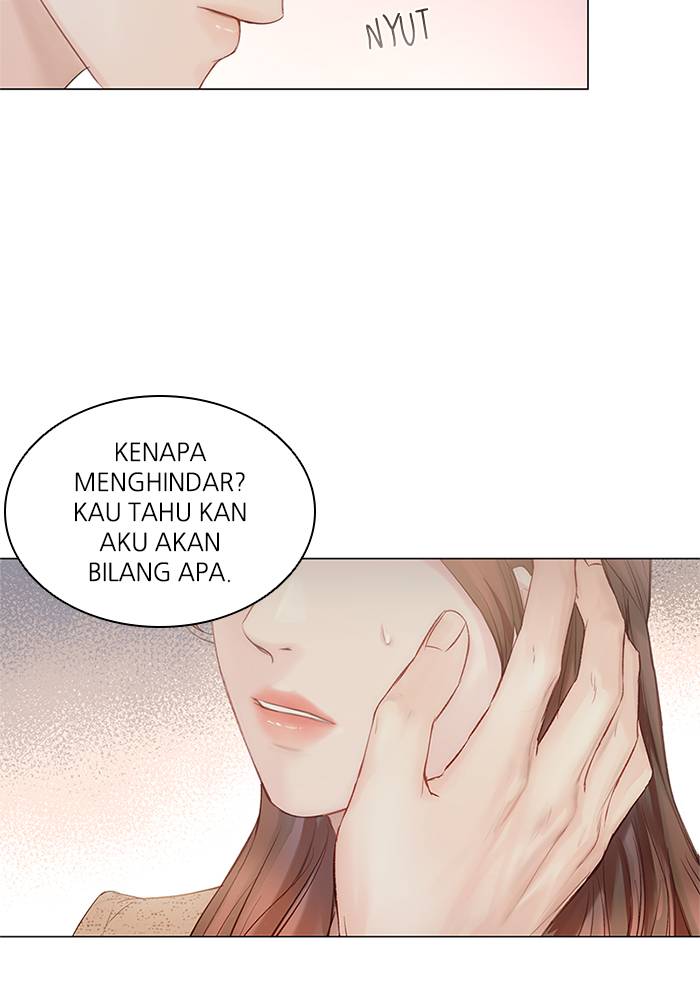 NYUT
KENAPA
MENGHINDAR?
KAU TAHU KAN
AKU AKAN
BILANG APA.